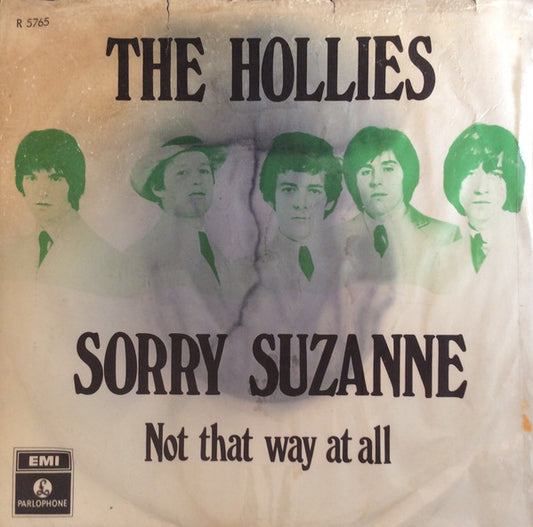 R 5765
THE HOLLIES
SORRY SUZANNE
Not that way at all
EMI
PARLOPHONE